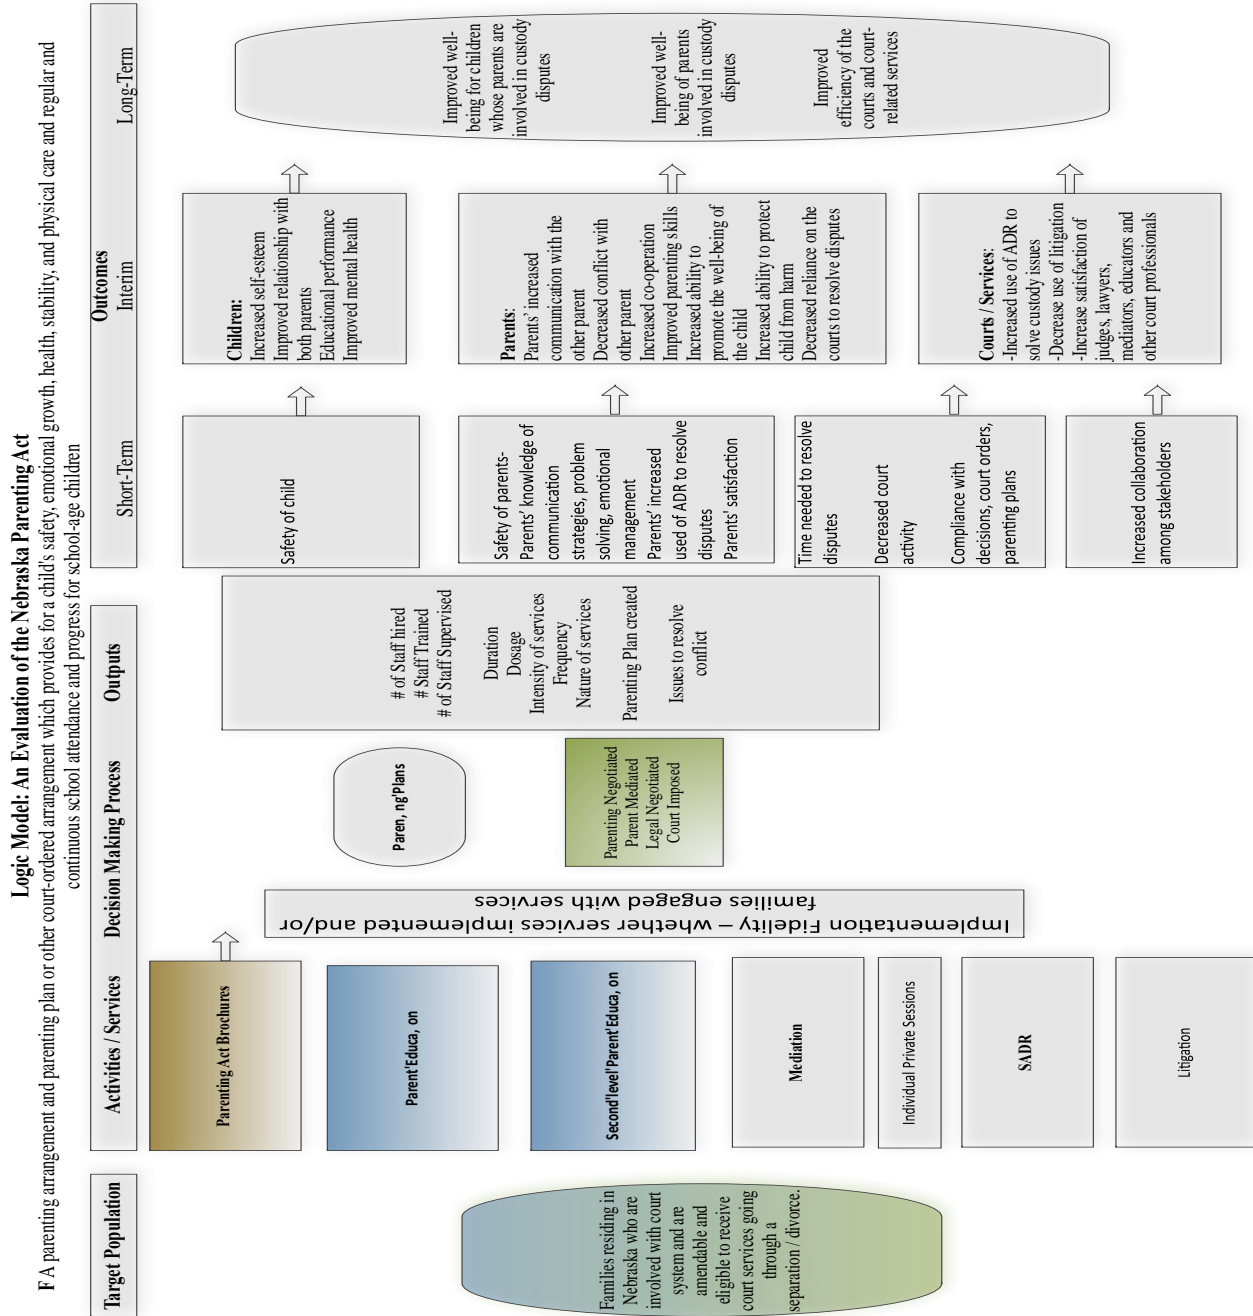 Logic Model: An Evaluation of the Nebraska Parenting Act
F A parenting arrangement and parenting plan or other court-ordered arrangement which provides for a child's safety, emotional growth, health, stability, and physical care and regular and
continuous school attendance and progress for school-age children
Target Population
Activities / Services
Decision Making Process
Outputs
Outcomes
Short-Term
Interim
Long-Term
Families residing in
Nebraska who are
involved with court
system and are
amendable and
eligible to receive
court services going
through a
separation / divorce.
Parenting Act Brochures
Parent'Educa, on
Second'level'Parent'Educa, on
Mediation
Individual Private Sessions
SADR
Litigation
Implementation Fidelity – whether services implemented and/or
families engaged with services
Paren, ng'Plans
Parenting Negotiated
Parent Mediated
Legal Negotiated
Court Imposed
# of Staff hired
# Staff Trained
# of Staff Supervised
Duration
Dosage
Intensity of services
Frequency
Nature of services
Parenting Plan created
Issues to resolve
conflict
Safety of child
Safety of parents-
Parents' knowledge of
communication
strategies, problem
solving, emotional
management
Parents' increased
used of ADR to resolve
disputes
Parents' satisfaction
Time needed to resolve
disputes
Decreased court
activity
Compliance with
decisions, court orders,
parenting plans
Increased collaboration
among stakeholders
Children:
Increased self-esteem
Improved relationship with
both parents
Educational performance
Improved mental health
Parents:
Parents' increased
communication with the
other parent
Decreased conflict with
other parent
Increased co-operation
Improved parenting skills
Increased ability to
promote the well-being of
the child
Increased ability to protect
child from harm
Decreased reliance on the
courts to resolve disputes
Courts / Services:
-Increased use of ADR to
solve custody issues
-Decrease use of litigation
-Increase satisfaction of
judges, lawyers,
mediators, educators and
other court professionals
Improved well-
being for children
whose parents are
involved in custody
disputes
Improved well-
being of parents
involved in custody
disputes
Improved
efficiency of the
courts and court-
related services